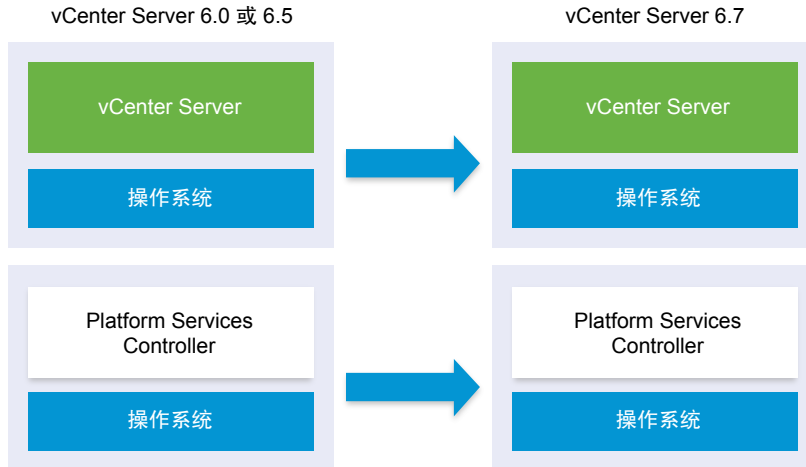 vCenter Server 6.0 或 6.5
vCenter Server 6.7
vCenter Server
vCenter Server
操作系统
操作系统
Platform Services
Controller
Platform Services
Controller
操作系统
操作系统